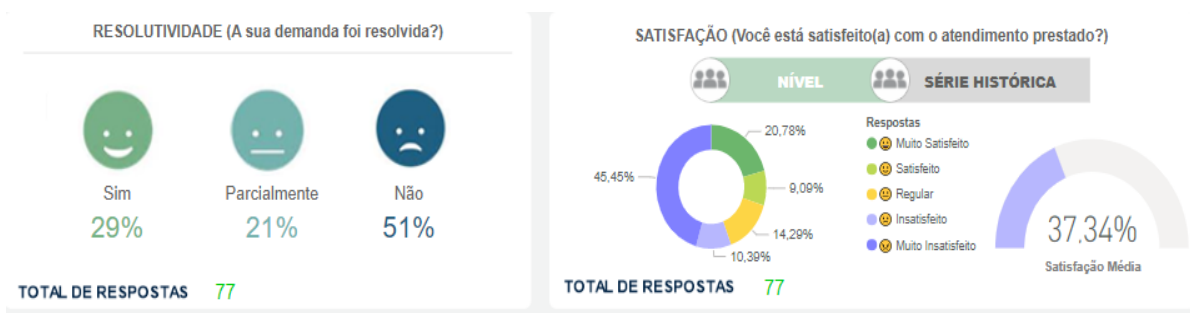 RESOLUTIVIDADE (A sua demanda foi resolvida?)
Sim
Parcialmente
Não
29%
21%
51%
TOTAL DE RESPOSTAS 77
SATISFAÇÃO (Você está satisfeito(a) com o atendimento prestado?)
NÍVEL
SÉRIE HISTÓRICA
20,78%
9,09%
14,29%
10,39%
45,45%
Respostas
Muito Satisfeito
Satisfeito
Regular
Insatisfeito
Muito Insatisfeito
37,34%
Satisfação Média
TOTAL DE RESPOSTAS 77